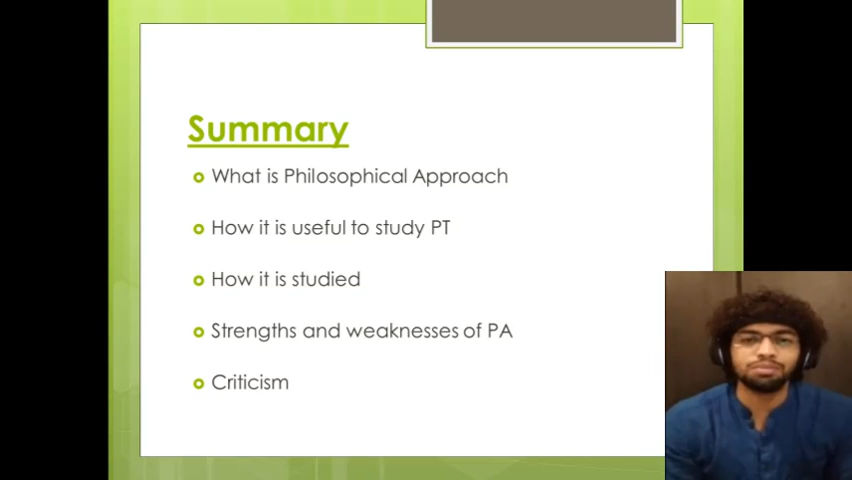 Summary
What is Philosophical Approach
How it is useful to study PT
How it is studied
Strengths and weaknesses of PA
Criticism